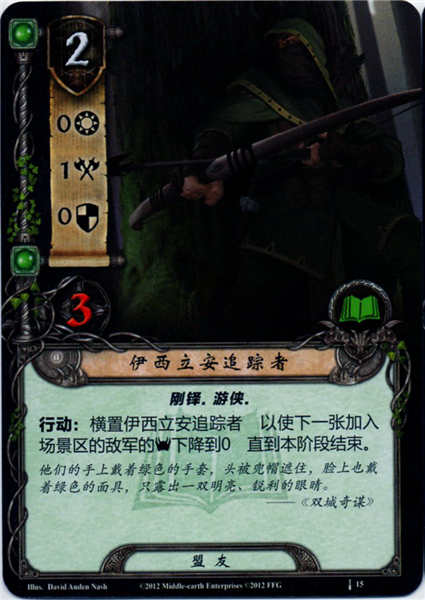 2
0
1
0
3
伊西立安追踪者
刚铎. 游侠.
行动：横置伊西立安追踪者 以使下一张加入
场景区的敌军的 下降到0 直到本阶段结束。
他们的手上戴着绿色的手套，头被兜帽遮住，脸上也戴
着绿色的面具，只露出一双明亮、锐利的眼睛。
——《双城奇谋》
盟友
Illus. David Auden Nash ©2012 Middle-earth Enterprises ©2012 FFG 15